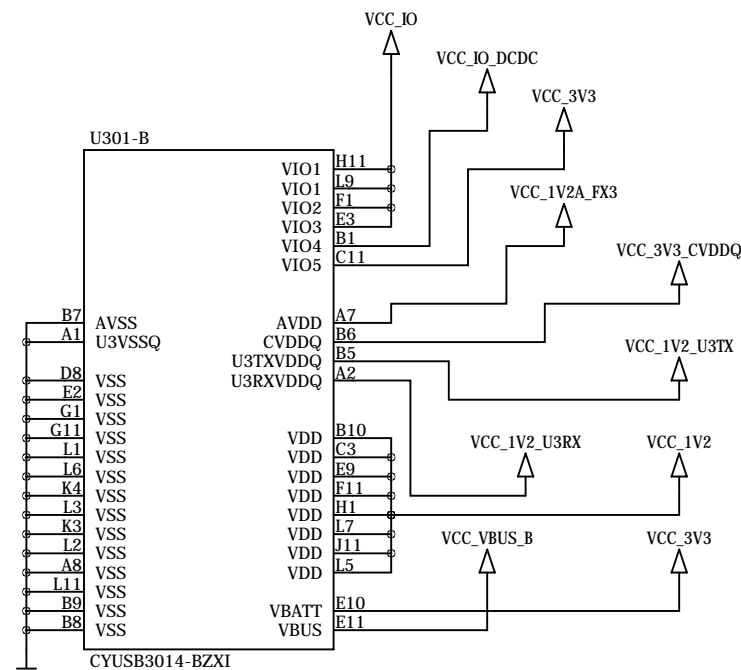 VCC_IO
VCC_IO_DCDC
VCC_3V3
U301-B
VIO1 H11
VIO1 L9
VIO2 F1
VIO3 E3
VIO4 B1
VIO5 C11
VCC_1V2A_FX3
VCC_3V3_CVDDQ
B7 AVSS AVDD A7
A1 U3VSSQ CVDDQ B6
U3TXVDDQ B5
VCC_1V2_U3TX
D8 VSS U3RXVDDQ A2
E2 VSS
G1 VSS
G11 VSS VDD B10
VCC_1V2_U3RX
VCC_1V2
L1 VSS VDD C3
L6 VSS VDD E9
K4 VSS VDD F11
L3 VSS VDD H1
K3 VSS VDD L7
VCC_VBUS_B
VCC_3V3
L2 VSS VDD J11
A8 VSS VDD L5
L11 VSS
B9 VSS VBATT E10
B8 VSS VBUS E11
CYUSB3014-BZXI